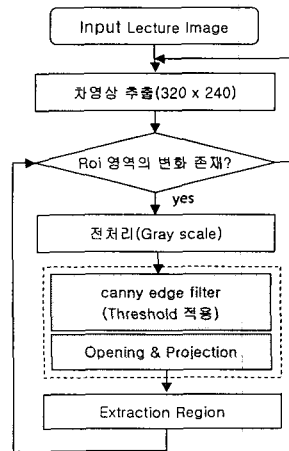 Input Lecture Image
차영상 추출(320 x 240)
Roi 영역의 변화 존재?
yes
전처리(Gray scale)
canny edge filter
(Threshold 적용)
Opening & Projection
Extraction Region